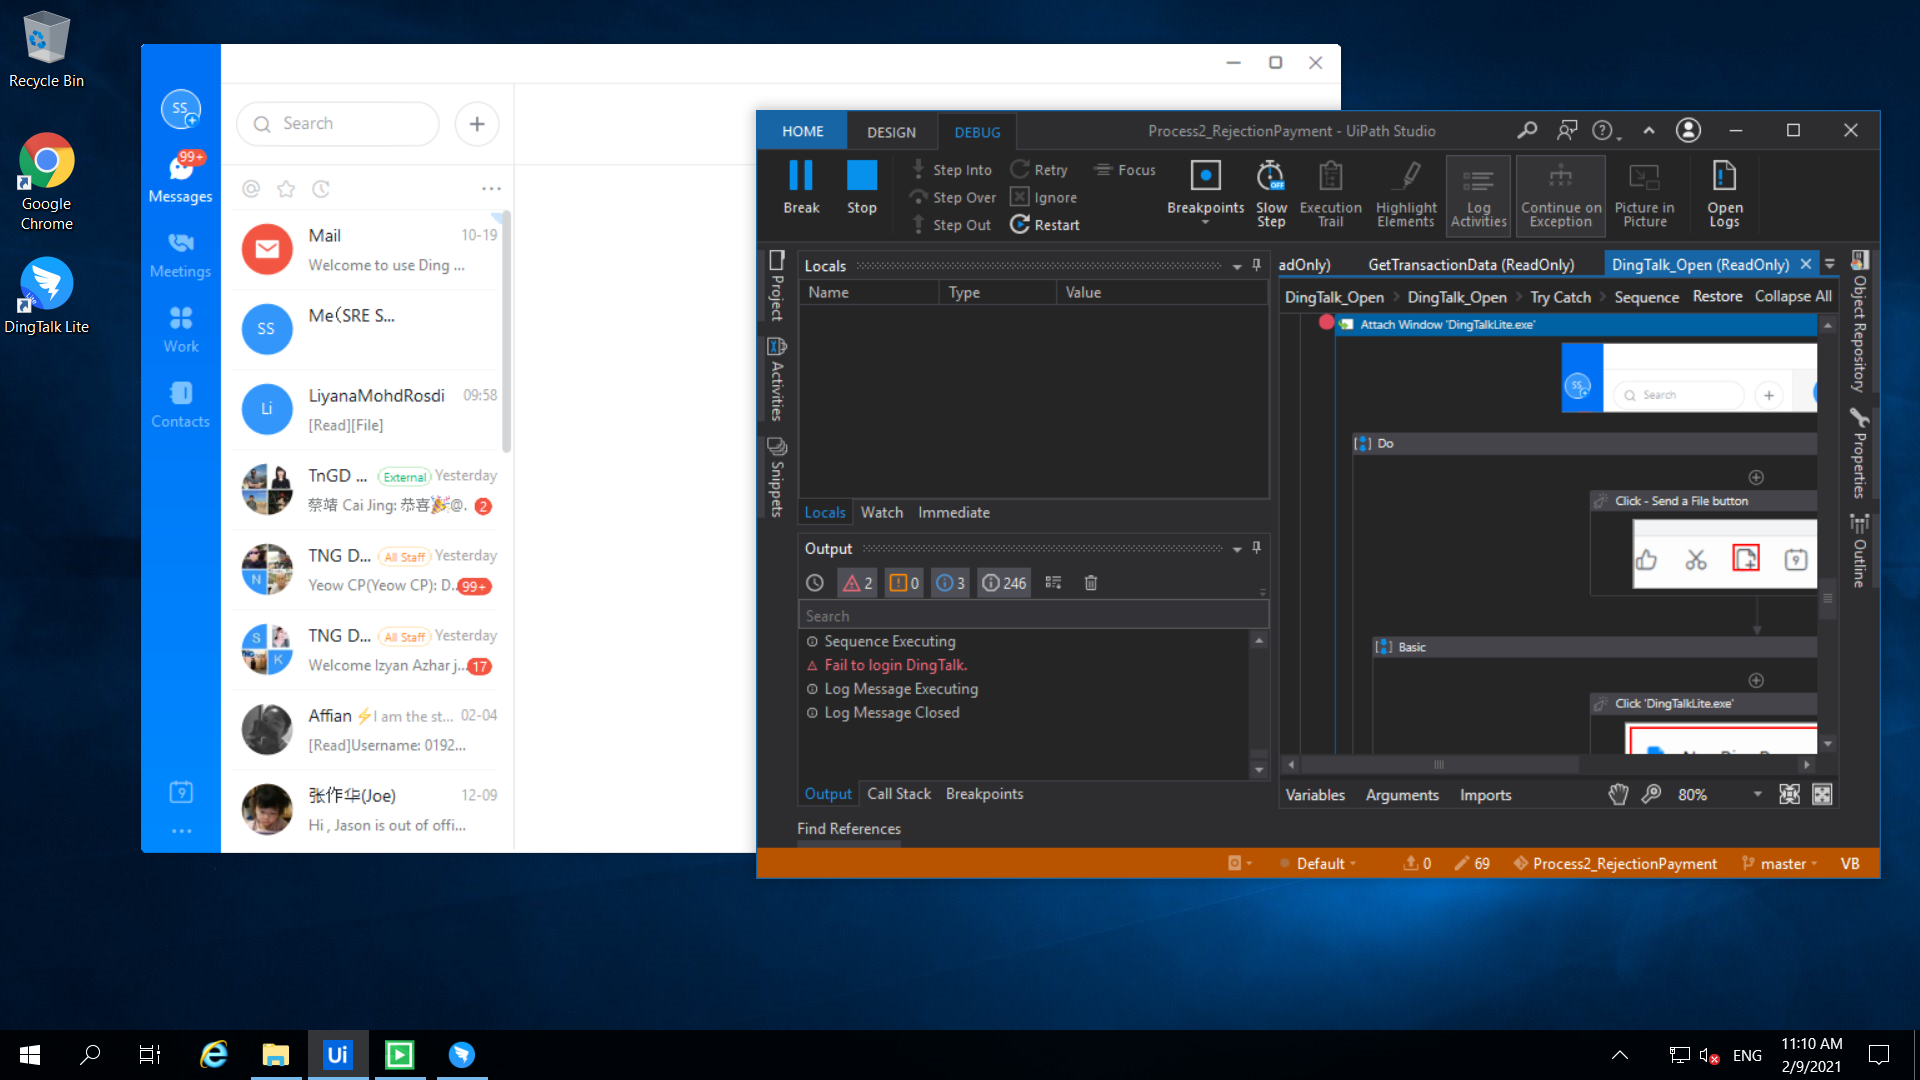 Recycle Bin
Google
Chrome
DingTalk Lite
SS
99+
Messages
Meetings
Work
Contacts
9
Search
Mail
10-19
Welcome to use Ding ...
SS
Me(SRE S...
Li
LiyanaMohdRosdi
09:58
[Read][File]
TnGD ...
External
Yesterday
蔡靖 Cai Jing: 恭喜🎉@.
2
N
TNG D...
All Staff
Yesterday
Yeow CP(Yeow CP): D..
99+
S
K
TNG D...
All Staff
Yesterday
Welcome Izyan Azhar j...
17
Affian ⚡I am the st...
02-04
[Read]Username: 0192...
张作华(Joe)
12-09
Hi , Jason is out of offi...
HOME
DESIGN
DEBUG
Process2_RejectionPayment - UiPath Studio
Break
Stop
Step Into
Step Over
Step Out
Retry
Ignore
Restart
Focus
Breakpoints
OFF
Slow
Step
Execution
Trail
Highlight
Elements
Log
Activities
Continue on
Exception
Picture in
Picture
Open
Logs
Project
Activities
Snippets
Locals
Name
Type
Value
Locals
Watch
Immediate
Output
2
0
3
246
Search
Sequence Executing
Fail to login DingTalk.
Log Message Executing
Log Message Closed
Output
Call Stack
Breakpoints
Find References
adOnly)
GetTransactionData (ReadOnly)
DingTalk_Open (ReadOnly)
DingTalk_Open
DingTalk_Open
Try Catch
Sequence
Restore
Collapse All
Attach Window 'DingTalkLite.exe'
SS
Search
Do
Click - Send a File button
9
Basic
Click 'DingTalkLite.exe'
Variables
Arguments
Imports
80%
Object Repository
Properties
Outline
Default
0
69
Process2_RejectionPayment
master
VB
Ui
ENG
11:10 AM
2/9/2021